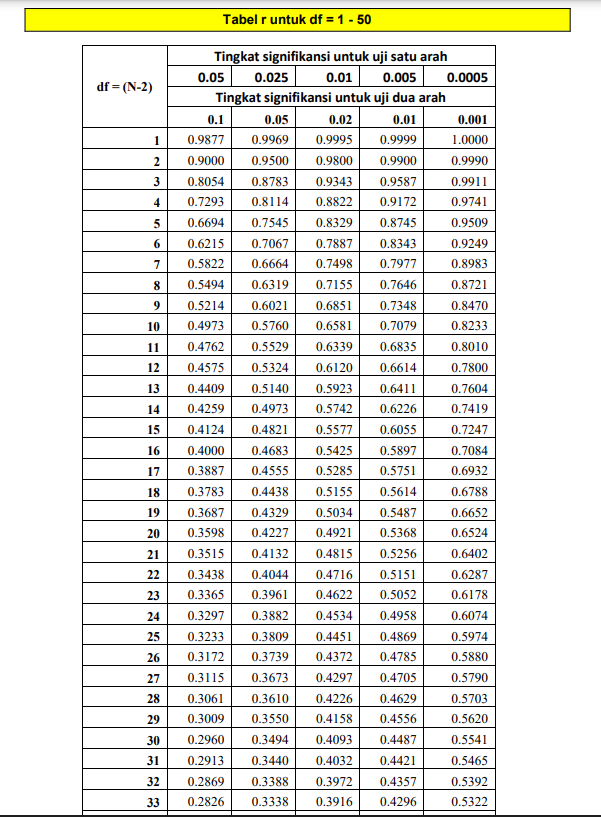 Tabel r untuk df = 1 - 50
df = (N-2)
Tingkat signifikansi untuk uji satu arah
0.05 0.025 0.01 0.005 0.0005
Tingkat signifikansi untuk uji dua arah
0.1 0.05 0.02 0.01 0.001
1 0.9877 0.9969 0.9995 0.9999 1.0000
2 0.9000 0.9500 0.9800 0.9900 0.9990
3 0.8054 0.8783 0.9343 0.9587 0.9911
4 0.7293 0.8114 0.8822 0.9172 0.9741
5 0.6694 0.7545 0.8329 0.8745 0.9509
6 0.6215 0.7067 0.7887 0.8343 0.9249
7 0.5822 0.6664 0.7498 0.7977 0.8983
8 0.5494 0.6319 0.7155 0.7646 0.8721
9 0.5214 0.6021 0.6851 0.7348 0.8470
10 0.4973 0.5760 0.6581 0.7079 0.8233
11 0.4762 0.5529 0.6339 0.6835 0.8010
12 0.4575 0.5324 0.6120 0.6614 0.7800
13 0.4409 0.5140 0.5923 0.6411 0.7604
14 0.4259 0.4973 0.5742 0.6226 0.7419
15 0.4124 0.4821 0.5577 0.6055 0.7247
16 0.4000 0.4683 0.5425 0.5897 0.7084
17 0.3887 0.4555 0.5285 0.5751 0.6932
18 0.3783 0.4438 0.5155 0.5614 0.6788
19 0.3687 0.4329 0.5034 0.5487 0.6652
20 0.3598 0.4227 0.4921 0.5368 0.6524
21 0.3515 0.4132 0.4815 0.5256 0.6402
22 0.3438 0.4044 0.4716 0.5151 0.6287
23 0.3365 0.3961 0.4622 0.5052 0.6178
24 0.3297 0.3882 0.4534 0.4958 0.6074
25 0.3233 0.3809 0.4451 0.4869 0.5974
26 0.3172 0.3739 0.4372 0.4785 0.5880
27 0.3115 0.3673 0.4297 0.4705 0.5790
28 0.3061 0.3610 0.4226 0.4629 0.5703
29 0.3009 0.3550 0.4158 0.4556 0.5620
30 0.2960 0.3494 0.4093 0.4487 0.5541
31 0.2913 0.3440 0.4032 0.4421 0.5465
32 0.2869 0.3388 0.3972 0.4357 0.5392
33 0.2826 0.3338 0.3916 0.4296 0.5322